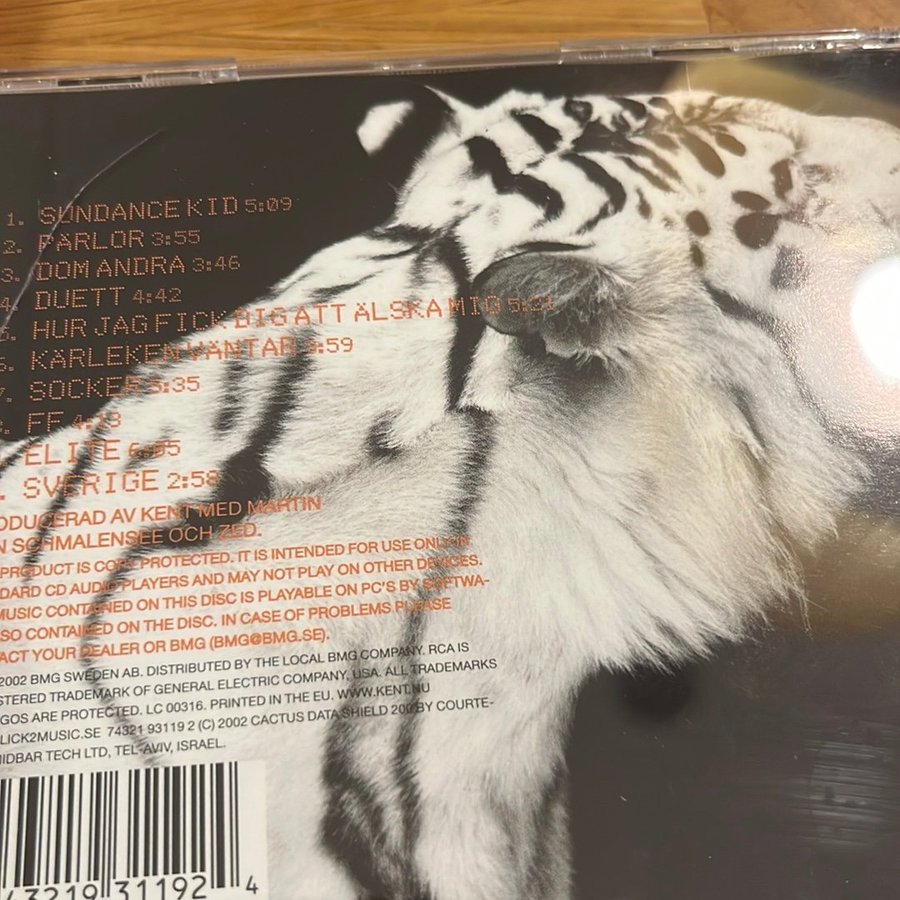 1. SUNDANCE KID 5:09
2. PÄRLOR 3:55
3. DOM ANDRA 3:46
4. DUETT 4:42
HUR JAG FICK DIG ATT ÄLSKA MIG
KÄRLEKEN VÄNTAR 3:59
7. SOCKER 5:35
FF
ELITE
. SVERIGE 2:58
ODUCERAD AV KENT MED MARTIN
N SCHMALENSEE OCH ZED.
PRODUCT IS COPY PROTECTED. IT IS INTENDED FOR USE ONLY IN
DARD CD AUDIO PLAYERS AND MAY NOT PLAY ON OTHER DEVICES.
MUSIC CONTAINED ON THIS DISC IS PLAYABLE ON PC'S BY SOFTWA-
SO CONTAINED ON THE DISC. IN CASE OF PROBLEMS PLEASE
ACT YOUR DEALER OR BMG (BMG@BMG.SE).
2002 BMG SWEDEN AB. DISTRIBUTED BY THE LOCAL BMG COMPANY. RCA IS
STERED TRADEMARK OF GENERAL ELECTRIC COMPANY, USA. ALL TRADEMARKS
GOS ARE PROTECTED. LC 00316. PRINTED IN THE EU. WWW.KENT.NU
LICK2MUSIC.SE 74321 93119 2 (C) 2002 CACTUS DATA SHIELD 200 BY COURTE-
MIDBAR TECH LTD, TEL-AVIV, ISRAEL.
43219 31192 4